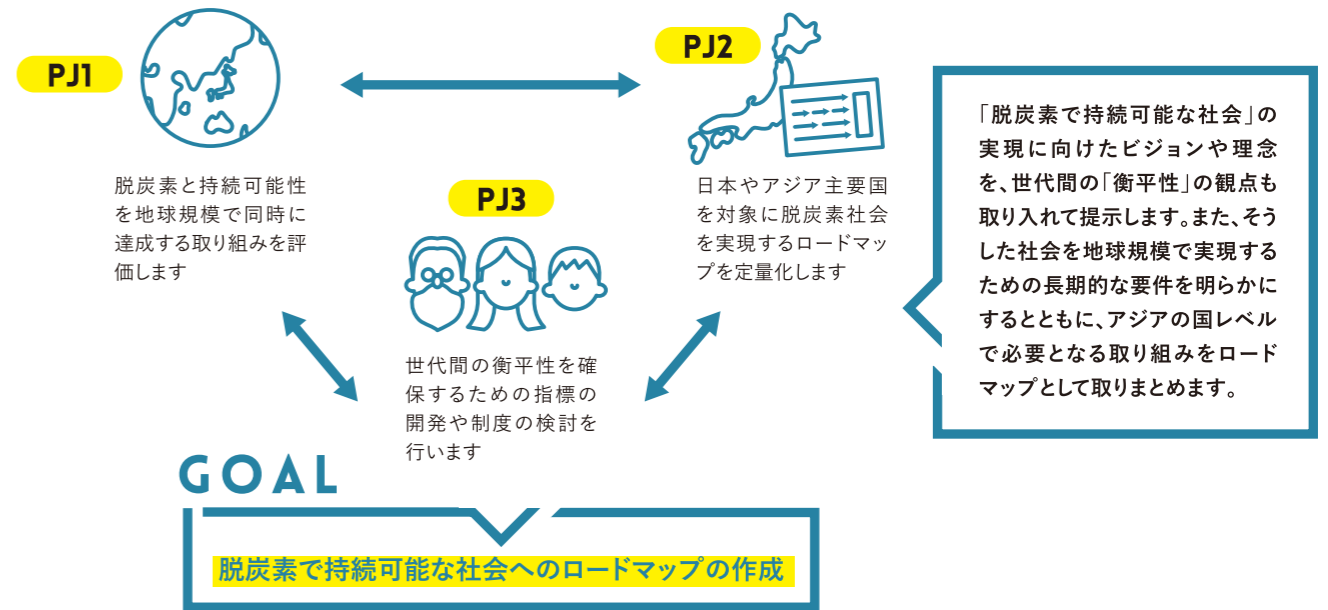 PJ1
脱炭素と持続可能性
を地球規模で同時に
達成する取り組みを評
価します
PJ2
日本やアジア主要国
を対象に脱炭素社会
を実現するロードマッ
プを定量化します
PJ3
世代間の衡平性を確
保するための指標の
開発や制度の検討を
行います
「脱炭素で持続可能な社会」の
実現に向けたビジョンや理念
を、世代間の「衡平性」の観点も
取り入れて提示します。また、そう
した社会を地球規模で実現する
ための長期的な要件を明らかに
するとともに、アジアの国レベル
で必要となる取り組みをロード
マップとして取りまとめます。
GOAL
脱炭素で持続可能な社会へのロードマップの作成